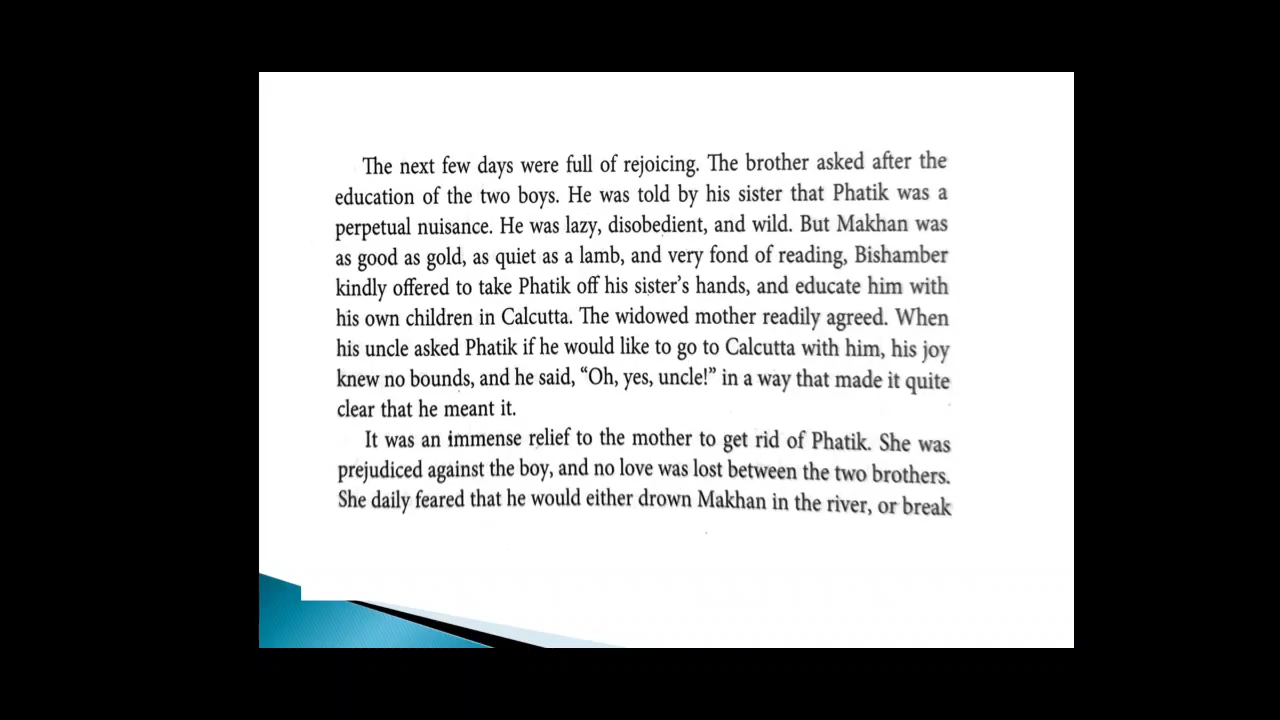 The next few days were full of rejoicing. The brother asked after the
education of the two boys. He was told by his sister that Phatik was a
perpetual nuisance. He was lazy, disobedient, and wild. But Makhan was
as good as gold, as quiet as a lamb, and very fond of reading, Bishamber
kindly offered to take Phatik off his sister’s hands, and educate him with
his own children in Calcutta. The widowed mother readily agreed. When
his uncle asked Phatik if he would like to go to Calcutta with him, his joy
knew no bounds, and he said, “Oh, yes, uncle!” in a way that made it quite
clear that he meant it.
It was an immense relief to the mother to get rid of Phatik. She was
prejudiced against the boy, and no love was lost between the two brothers.
She daily feared that he would either drown Makhan in the river, or break